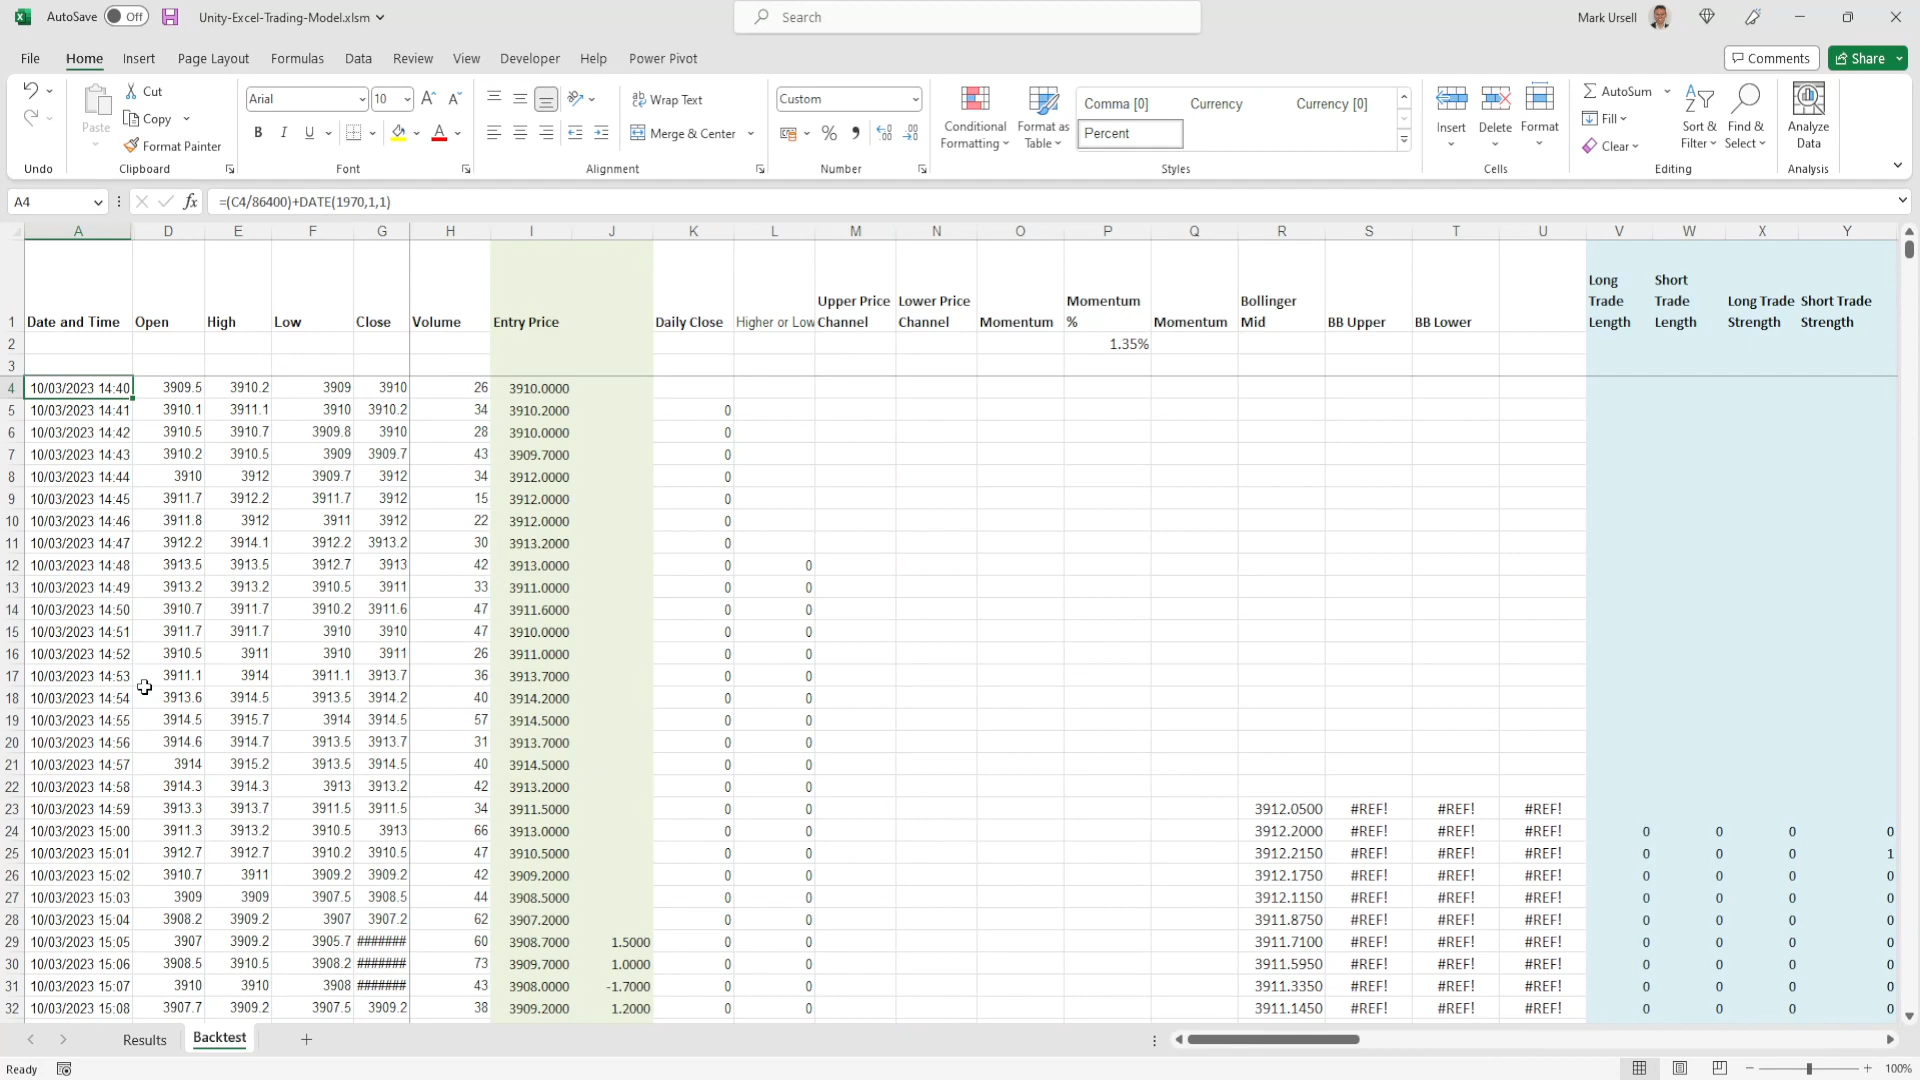 AutoSave Off Unity-Excel-Trading-Model.xlsm Search Mark Ursell
File Home Insert Page Layout Formulas Data Review View Developer Help Power Pivot Comments Share
Cut Arial 10 Wrap Text Custom Comma [0] Currency Currency [0] AutoSum
Paste Copy Merge & Center Conditional Formatting Format as Table Percent Insert Delete Format Fill Sort & Filter Find & Select Analyze Data
Format Painter Clear
Undo Clipboard Font Alignment Number Styles Cells Editing Analysis
A4 fx =(C4/86400)+DATE(1970,1,1)
A D E F G H I J K L M N O P Q R S T U V W X Y
1 Date and Time Open High Low Close Volume Entry Price Daily Close Higher or Low Upper Price Channel Lower Price Channel Momentum Momentum % Momentum Bollinger Mid BB Upper BB Lower Long Trade Length Short Trade Length Long Trade Strength Short Trade Strength
2 1.35%
3
4 10/03/2023 14:40 3909.5 3910.2 3909 3910 26 3910.0000
5 10/03/2023 14:41 3910.1 3911.1 3910 3910.2 34 3910.2000 0
6 10/03/2023 14:42 3910.5 3910.7 3909.8 3910 28 3910.0000 0
7 10/03/2023 14:43 3910.2 3910.5 3909 3909.7 43 3909.7000 0
8 10/03/2023 14:44 3910 3912 3909.7 3912 34 3912.0000 0
9 10/03/2023 14:45 3911.7 3912.2 3911.7 3912 15 3912.0000 0
10 10/03/2023 14:46 3911.8 3912 3911 3912 22 3912.0000 0
11 10/03/2023 14:47 3912.2 3914.1 3912.2 3913.2 30 3913.2000 0
12 10/03/2023 14:48 3913.5 3913.5 3912.7 3913 42 3913.0000 0 0
13 10/03/2023 14:49 3913.2 3913.2 3910.5 3911 33 3911.0000 0 0
14 10/03/2023 14:50 3910.7 3911.7 3910.2 3911.6 47 3911.6000 0 0
15 10/03/2023 14:51 3911.7 3911.7 3910 3910 47 3910.0000 0 0
16 10/03/2023 14:52 3910.5 3911 3910 3911 26 3911.0000 0 0
17 10/03/2023 14:53 3911.1 3914 3911.1 3913.7 36 3913.7000 0 0
18 10/03/2023 14:54 3913.6 3914.5 3913.5 3914.2 40 3914.2000 0 0
19 10/03/2023 14:55 3914.5 3915.7 3914 3914.5 57 3914.5000 0 0
20 10/03/2023 14:56 3914.6 3914.7 3913.5 3913.7 31 3913.7000 0 0
21 10/03/2023 14:57 3914 3915.2 3913.5 3914.5 40 3914.5000 0 0
22 10/03/2023 14:58 3914.3 3914.3 3913 3913.2 42 3913.2000 0 0
23 10/03/2023 14:59 3913.3 3913.7 3911.5 3911.5 34 3911.5000 0 0 3912.0500 #REF! #REF! #REF!
24 10/03/2023 15:00 3911.3 3913.2 3910.5 3913 66 3913.0000 0 0 3912.2000 #REF! #REF! #REF! 0 0 0 0
25 10/03/2023 15:01 3912.7 3912.7 3910.2 3910.5 47 3910.5000 0 0 3912.2150 #REF! #REF! #REF! 0 0 0 1
26 10/03/2023 15:02 3910.7 3911 3909.2 3909.2 42 3909.2000 0 0 3912.1750 #REF! #REF! #REF! 0 0 0 0
27 10/03/2023 15:03 3909 3909 3907.5 3908.5 44 3908.5000 0 0 3912.1150 #REF! #REF! #REF! 0 0 0 0
28 10/03/2023 15:04 3908.2 3909.2 3907 3907.2 62 3907.2000 0 0 3911.8750 #REF! #REF! #REF! 0 0 0 0
29 10/03/2023 15:05 3907 3909.2 3905.7 ####### 60 3908.7000 1.5000 0 0 3911.7100 #REF! #REF! #REF! 0 0 0 0
30 10/03/2023 15:06 3908.5 3910.5 3908.2 ####### 73 3909.7000 1.0000 0 0 3911.5950 #REF! #REF! #REF! 0 0 0 0
31 10/03/2023 15:07 3910 3910 3908 ####### 43 3908.0000 -1.7000 0 0 3911.3350 #REF! #REF! #REF! 0 0 0 0
32 10/03/2023 15:08 3907.7 3909.2 3907.5 3909.2 38 3909.2000 1.2000 0 0 3911.1450 #REF! #REF! #REF! 0 0 0 0
Results Backtest
Ready 100%